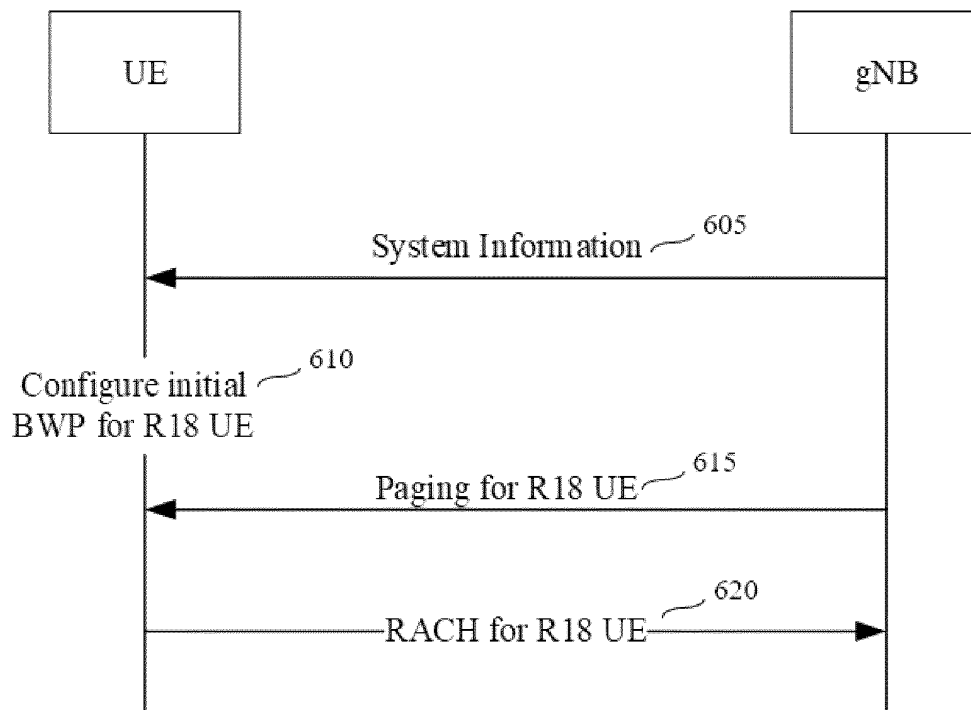 UE
gNB
605
System Information
610
Configure initial
BWP for R18 UE
615
Paging for R18 UE
620
RACH for R18 UE